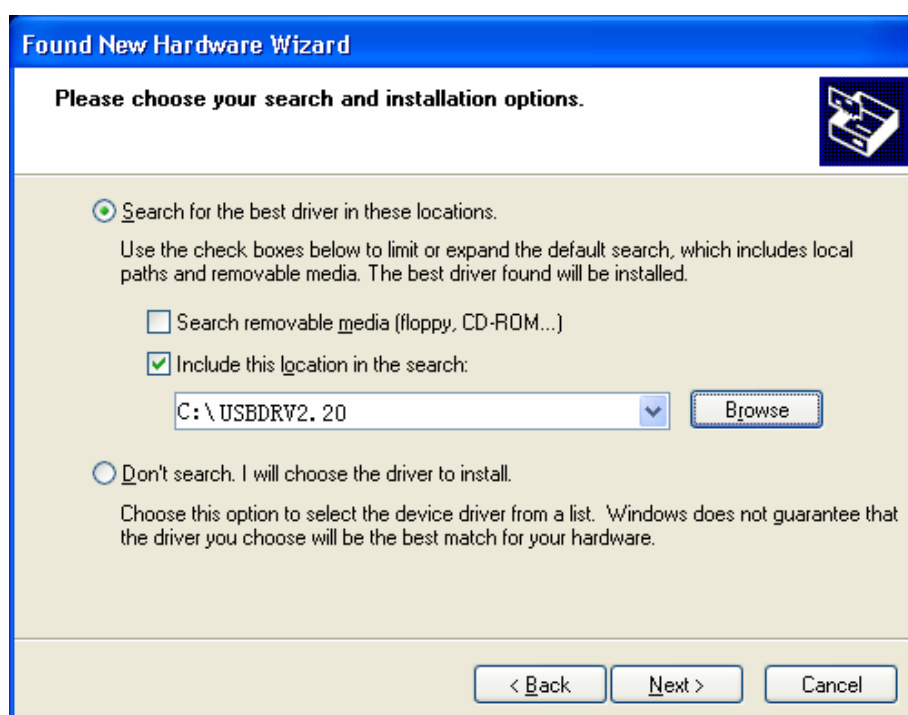 Found New Hardware Wizard
Please choose your search and installation options.
Search for the best driver in these locations.
Use the check boxes below to limit or expand the default search, which includes local
paths and removable media. The best driver found will be installed.
Search removable media (floppy, CD-ROM...)
Include this location in the search:
C:\USBDRV2.20
Browse
Don't search. I will choose the driver to install.
Choose this option to select the device driver from a list.  Windows does not guarantee that
the driver you choose will be the best match for your hardware.
< Back
Next >
Cancel